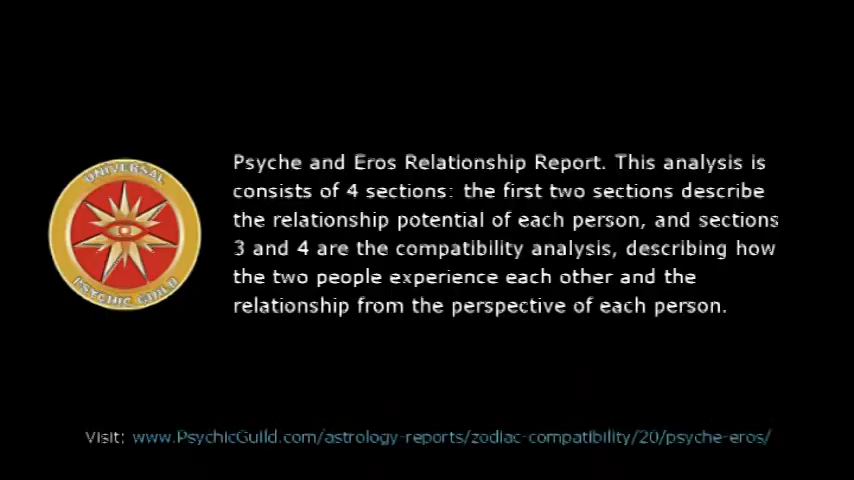 UNIVERSAL
PSYCHIC GUILD
Psyche and Eros Relationship Report. This analysis is
consists of 4 sections: the first two sections describe
the relationship potential of each person, and sections
3 and 4 are the compatibility analysis, describing how
the two people experience each other and the
relationship from the perspective of each person.
Visit: www.PsychicGuild.com/astrology-reports/zodiac-compatibility/20/psyche-eros/